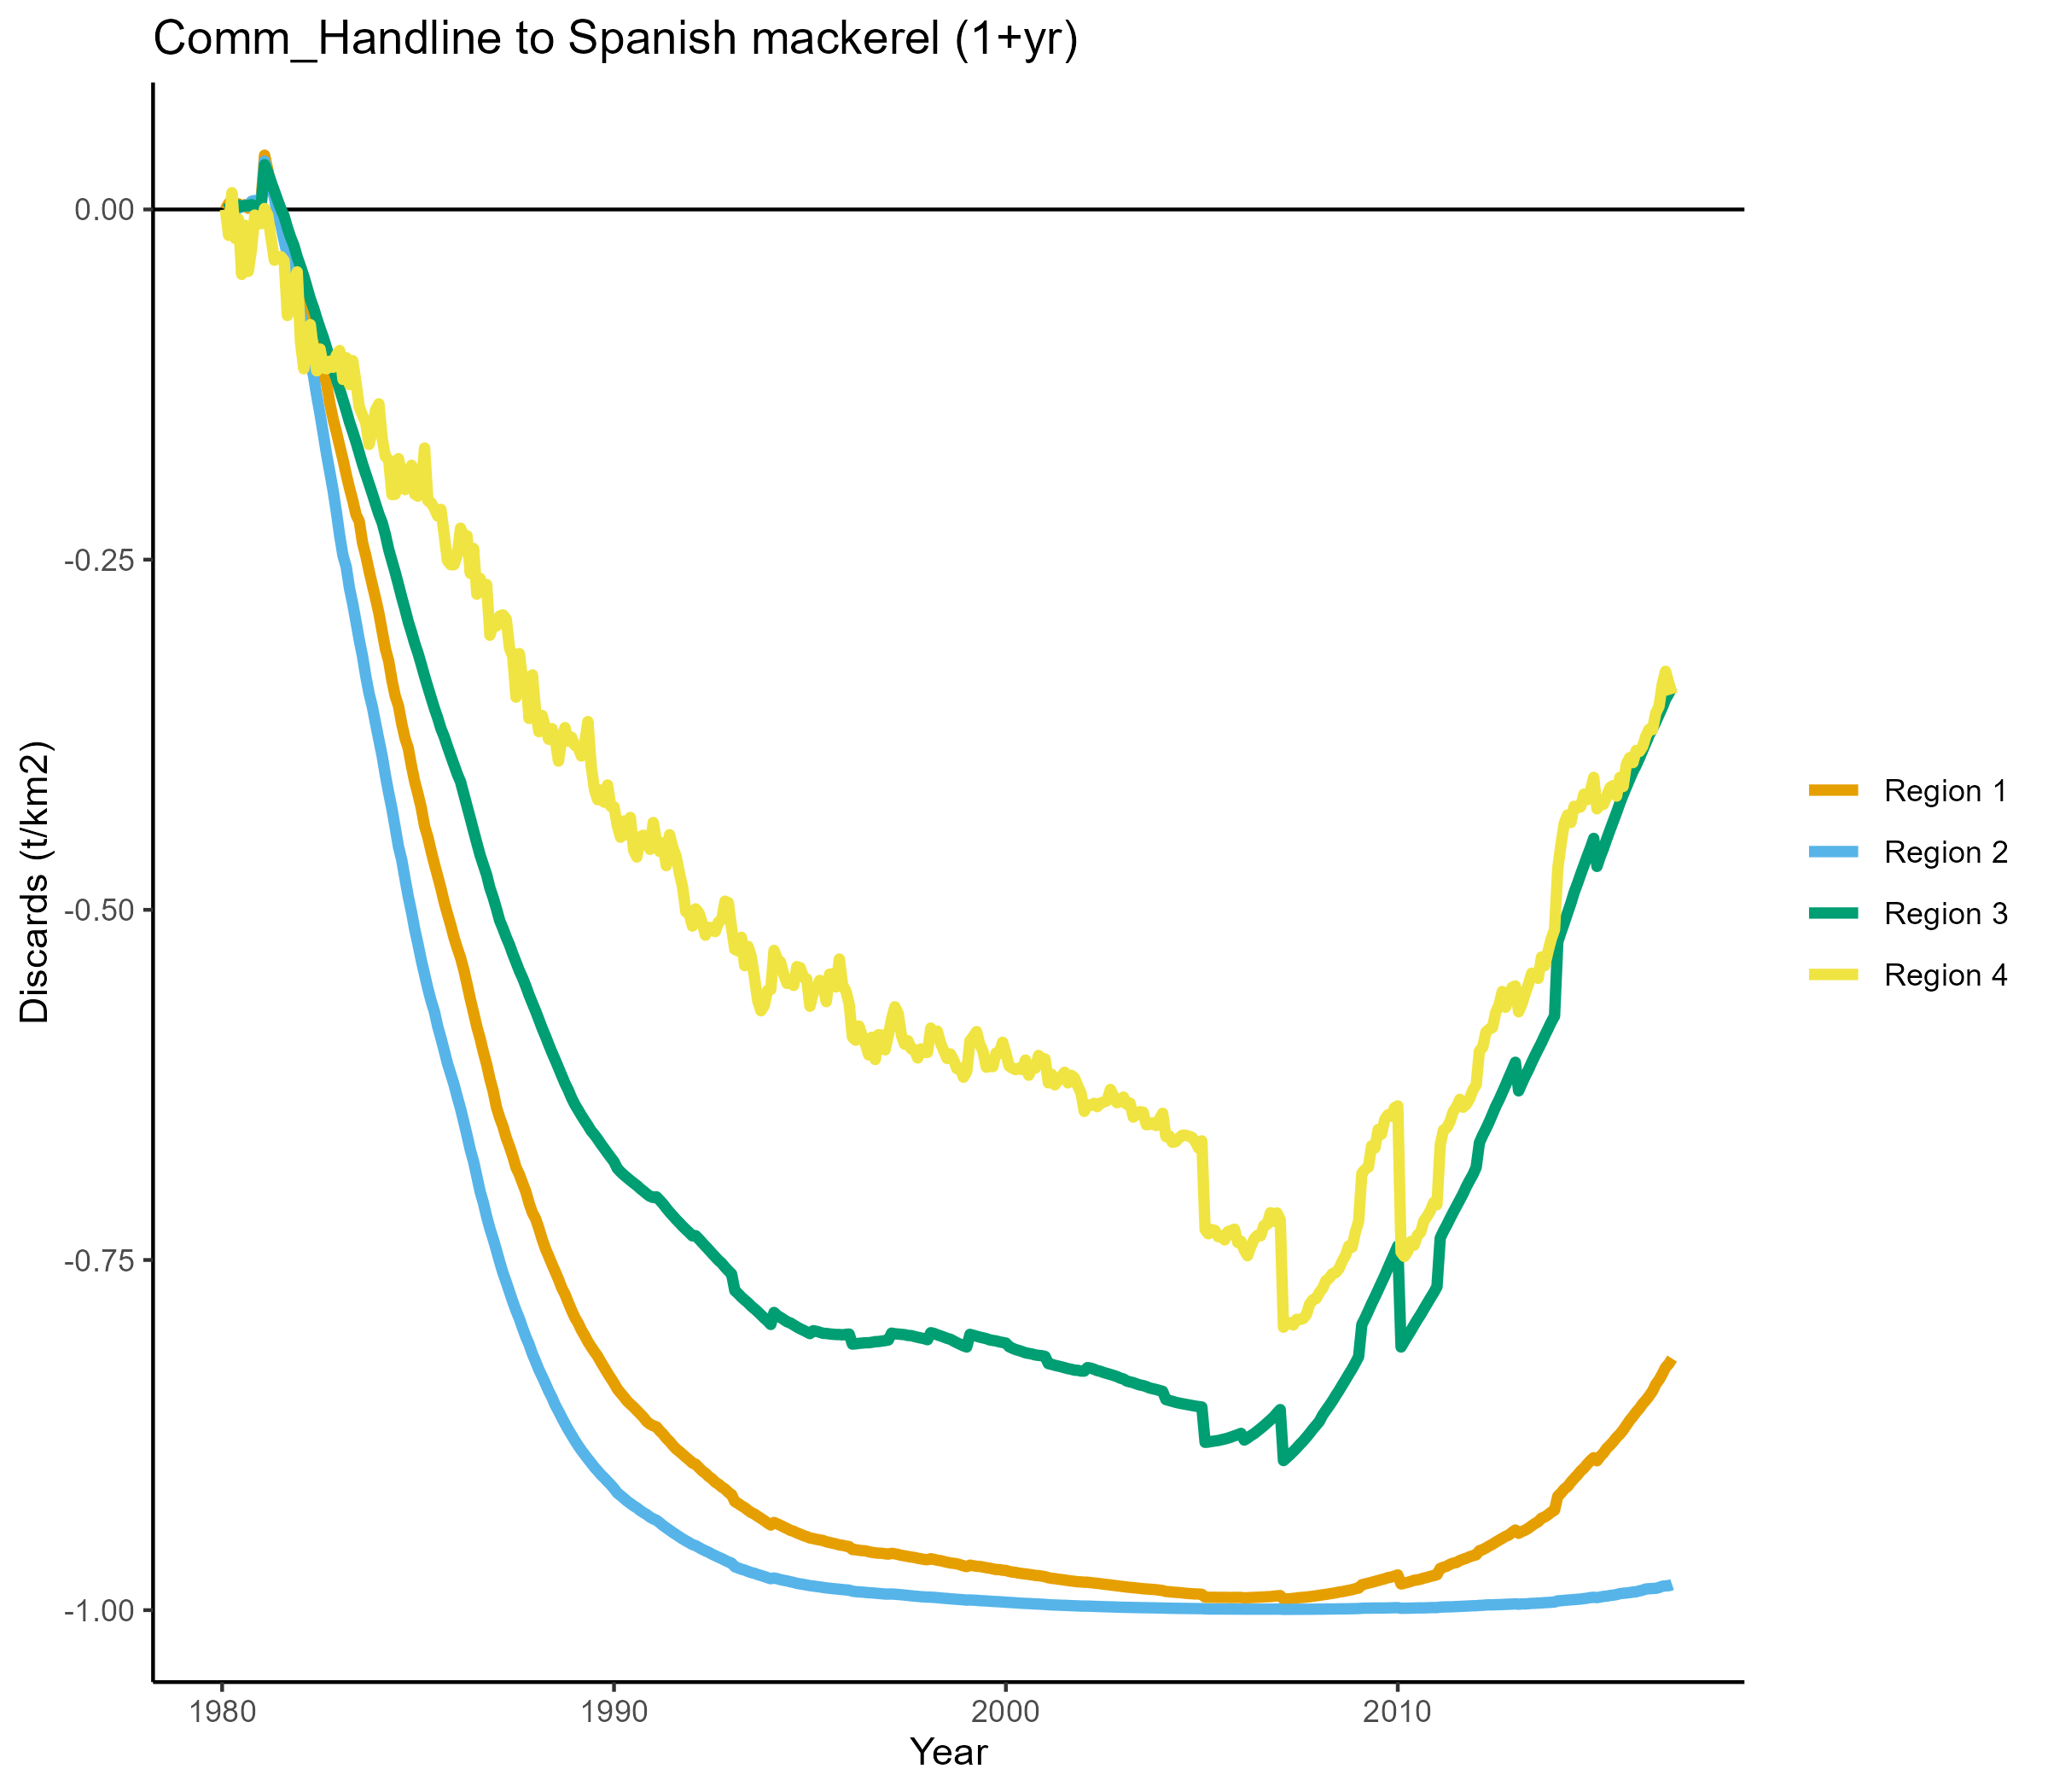 Comm_Handline to Spanish mackerel (1+yr)
Discards (t/km2)
0.00
-0.25
-0.50
-0.75
-1.00
1980
1990
2000
2010
Year
Region 1
Region 2
Region 3
Region 4